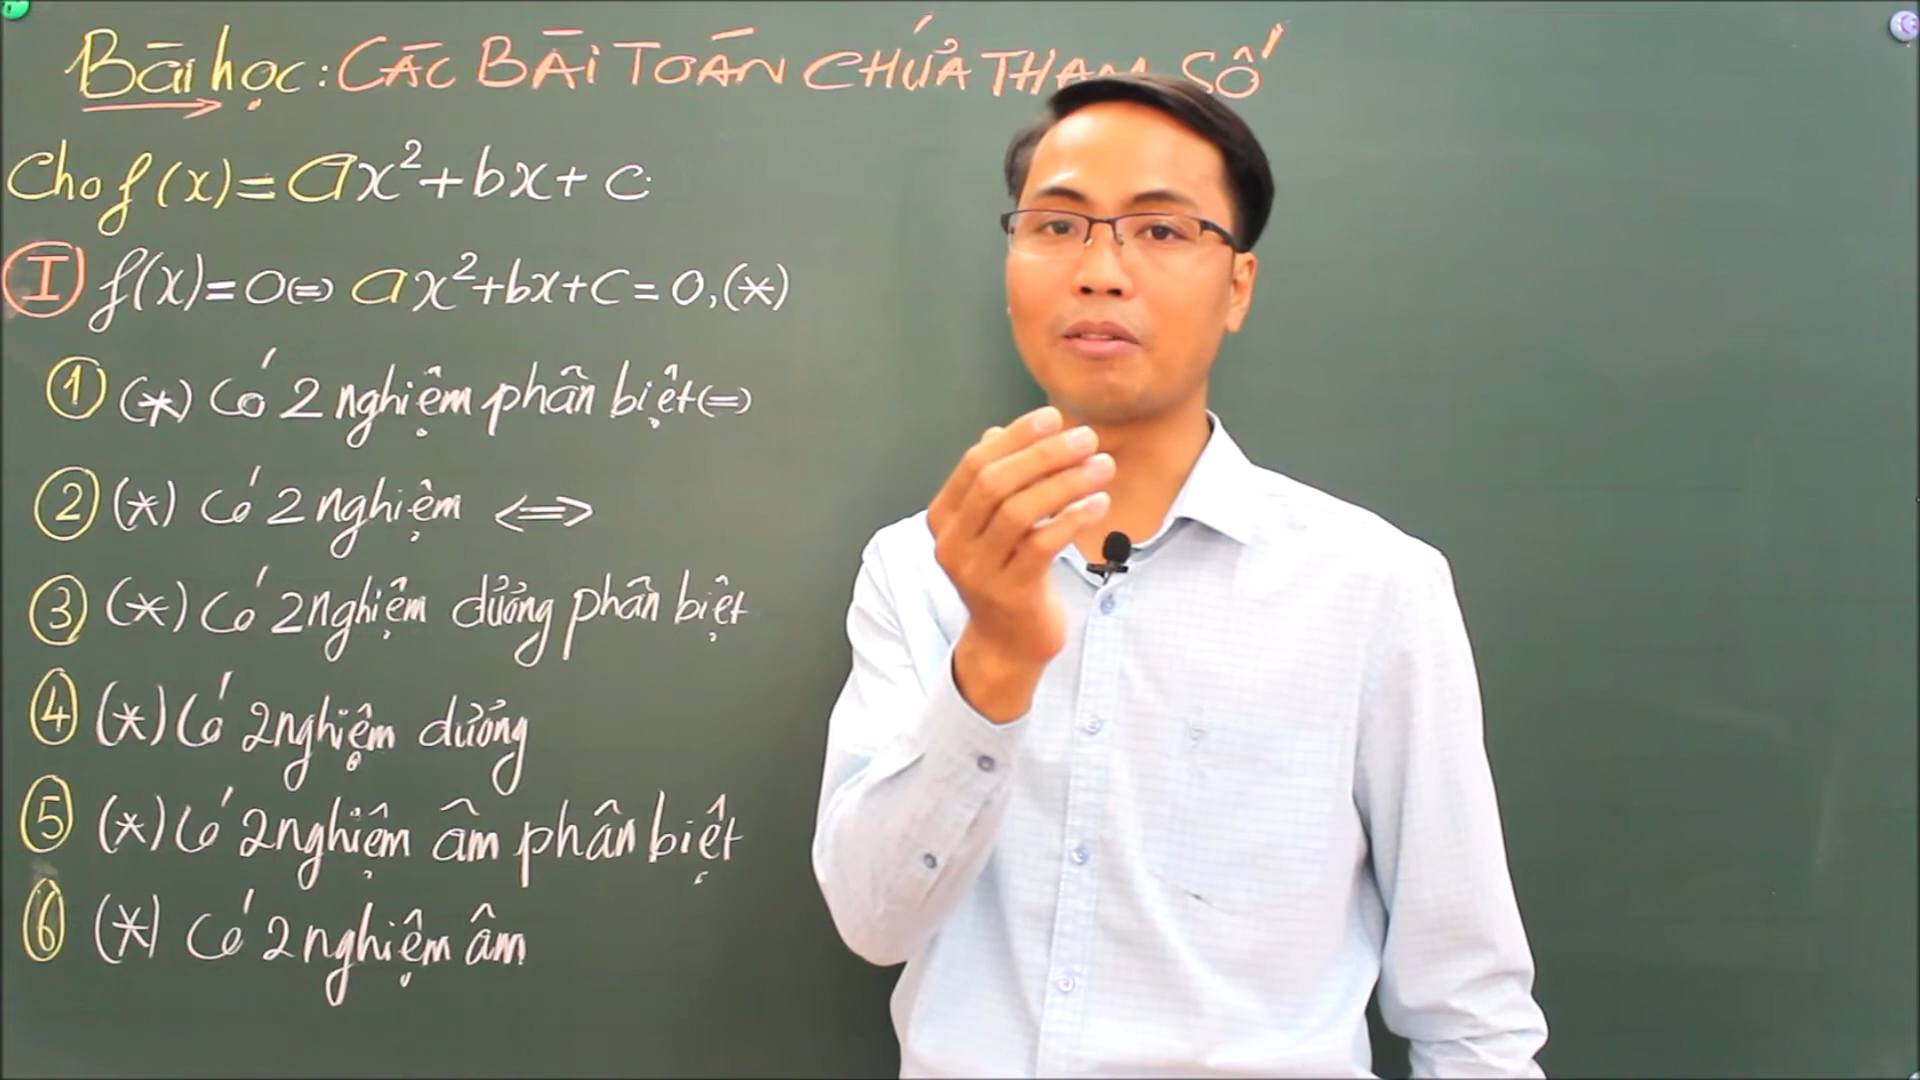 Bài học: CÁC BÀI TOÁN CHỨA THAM SỐ
Cho f(x) = ax² + bx + c
I f(x) = 0 <=> ax² + bx + c = 0, (*)
1 (*) có 2 nghiệm phân biệt <=>
2 (*) có 2 nghiệm <=>
3 (*) có 2 nghiệm dương phân biệt
4 (*) có 2 nghiệm dương
5 (*) có 2 nghiệm âm phân biệt
6 (*) có 2 nghiệm âm